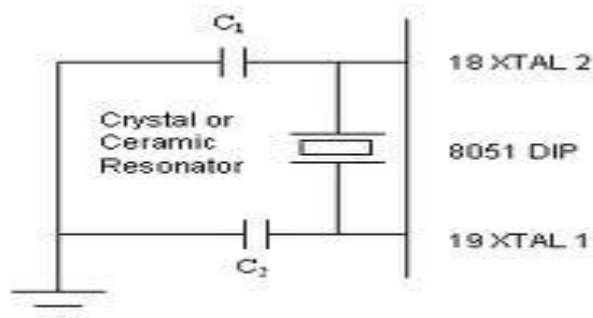 C₁
18 XTAL 2
Crystal or
Ceramic
Resonator
8051 DIP
19 XTAL 1
C₂